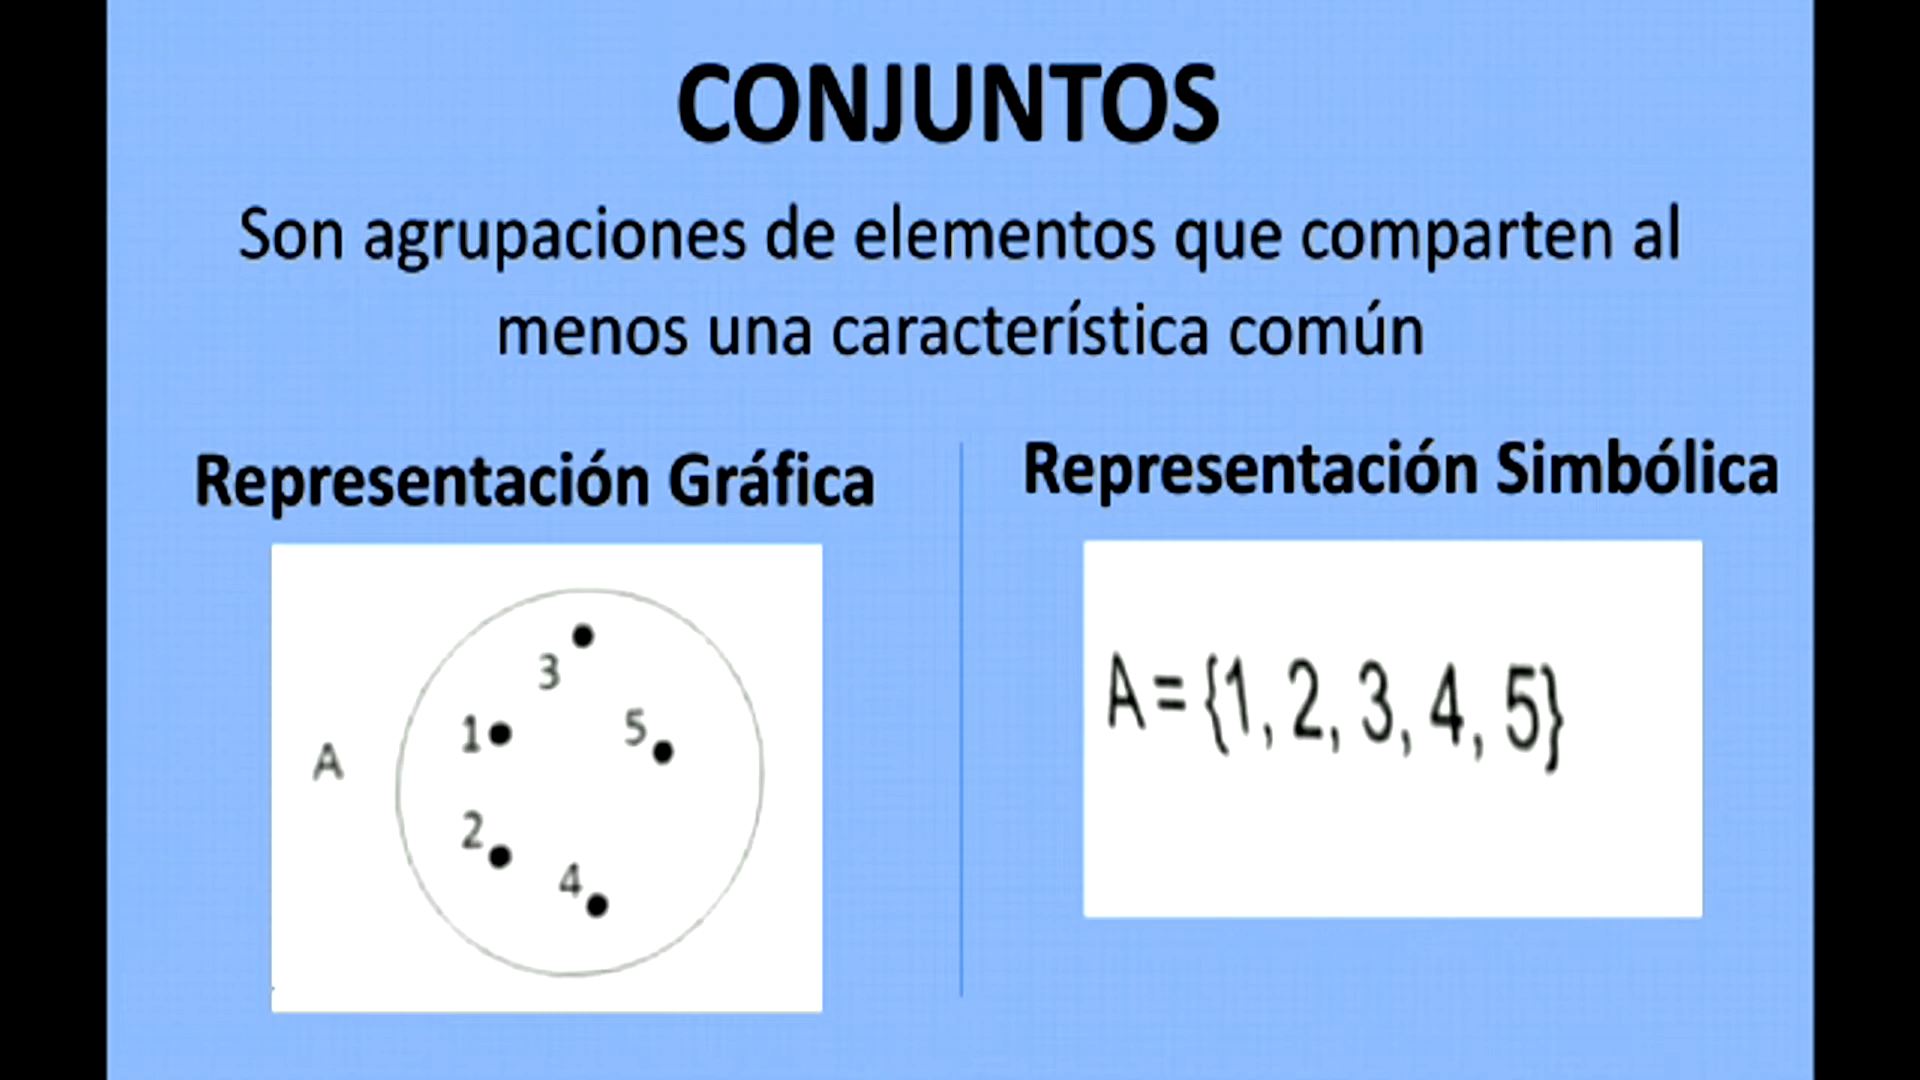 CONJUNTOS
Son agrupaciones de elementos que comparten al
menos una característica común
Representación Gráfica
3
1
5
A
2
4
Representación Simbólica
A = {1, 2, 3, 4, 5}